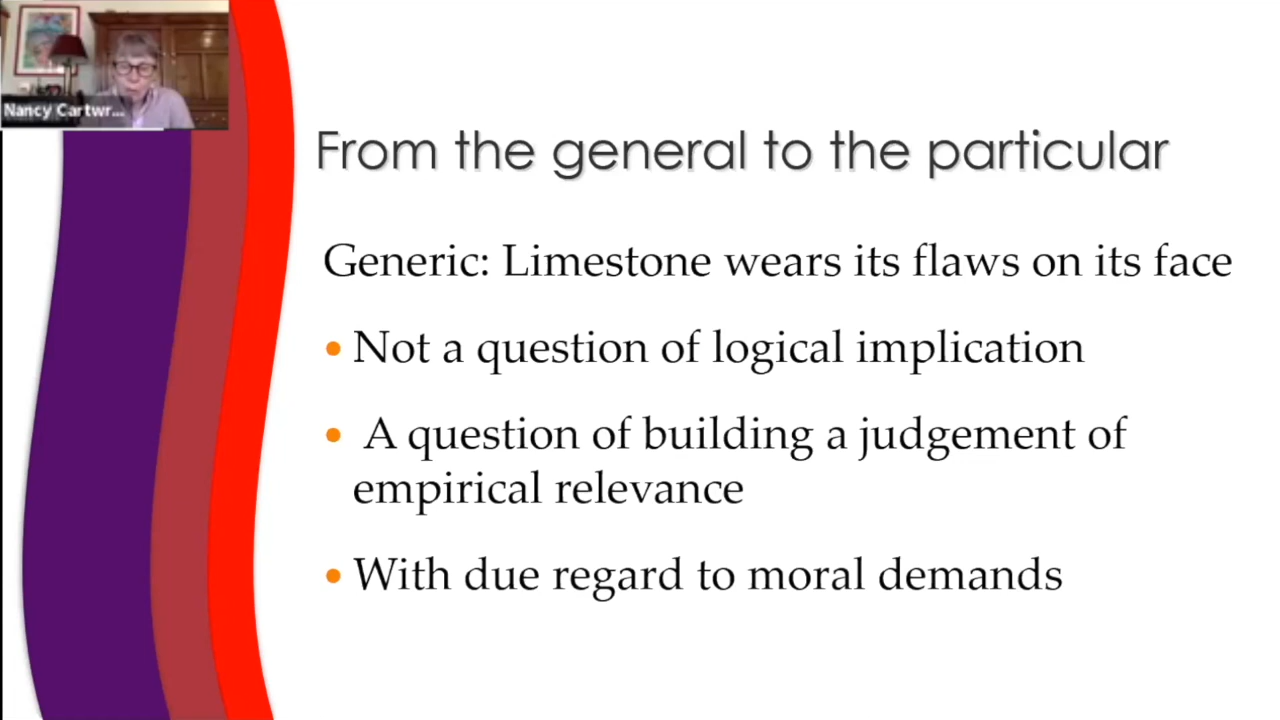 Nancy Cartwr...
From the general to the particular
Generic: Limestone wears its flaws on its face
• Not a question of logical implication
• A question of building a judgement of
empirical relevance
• With due regard to moral demands